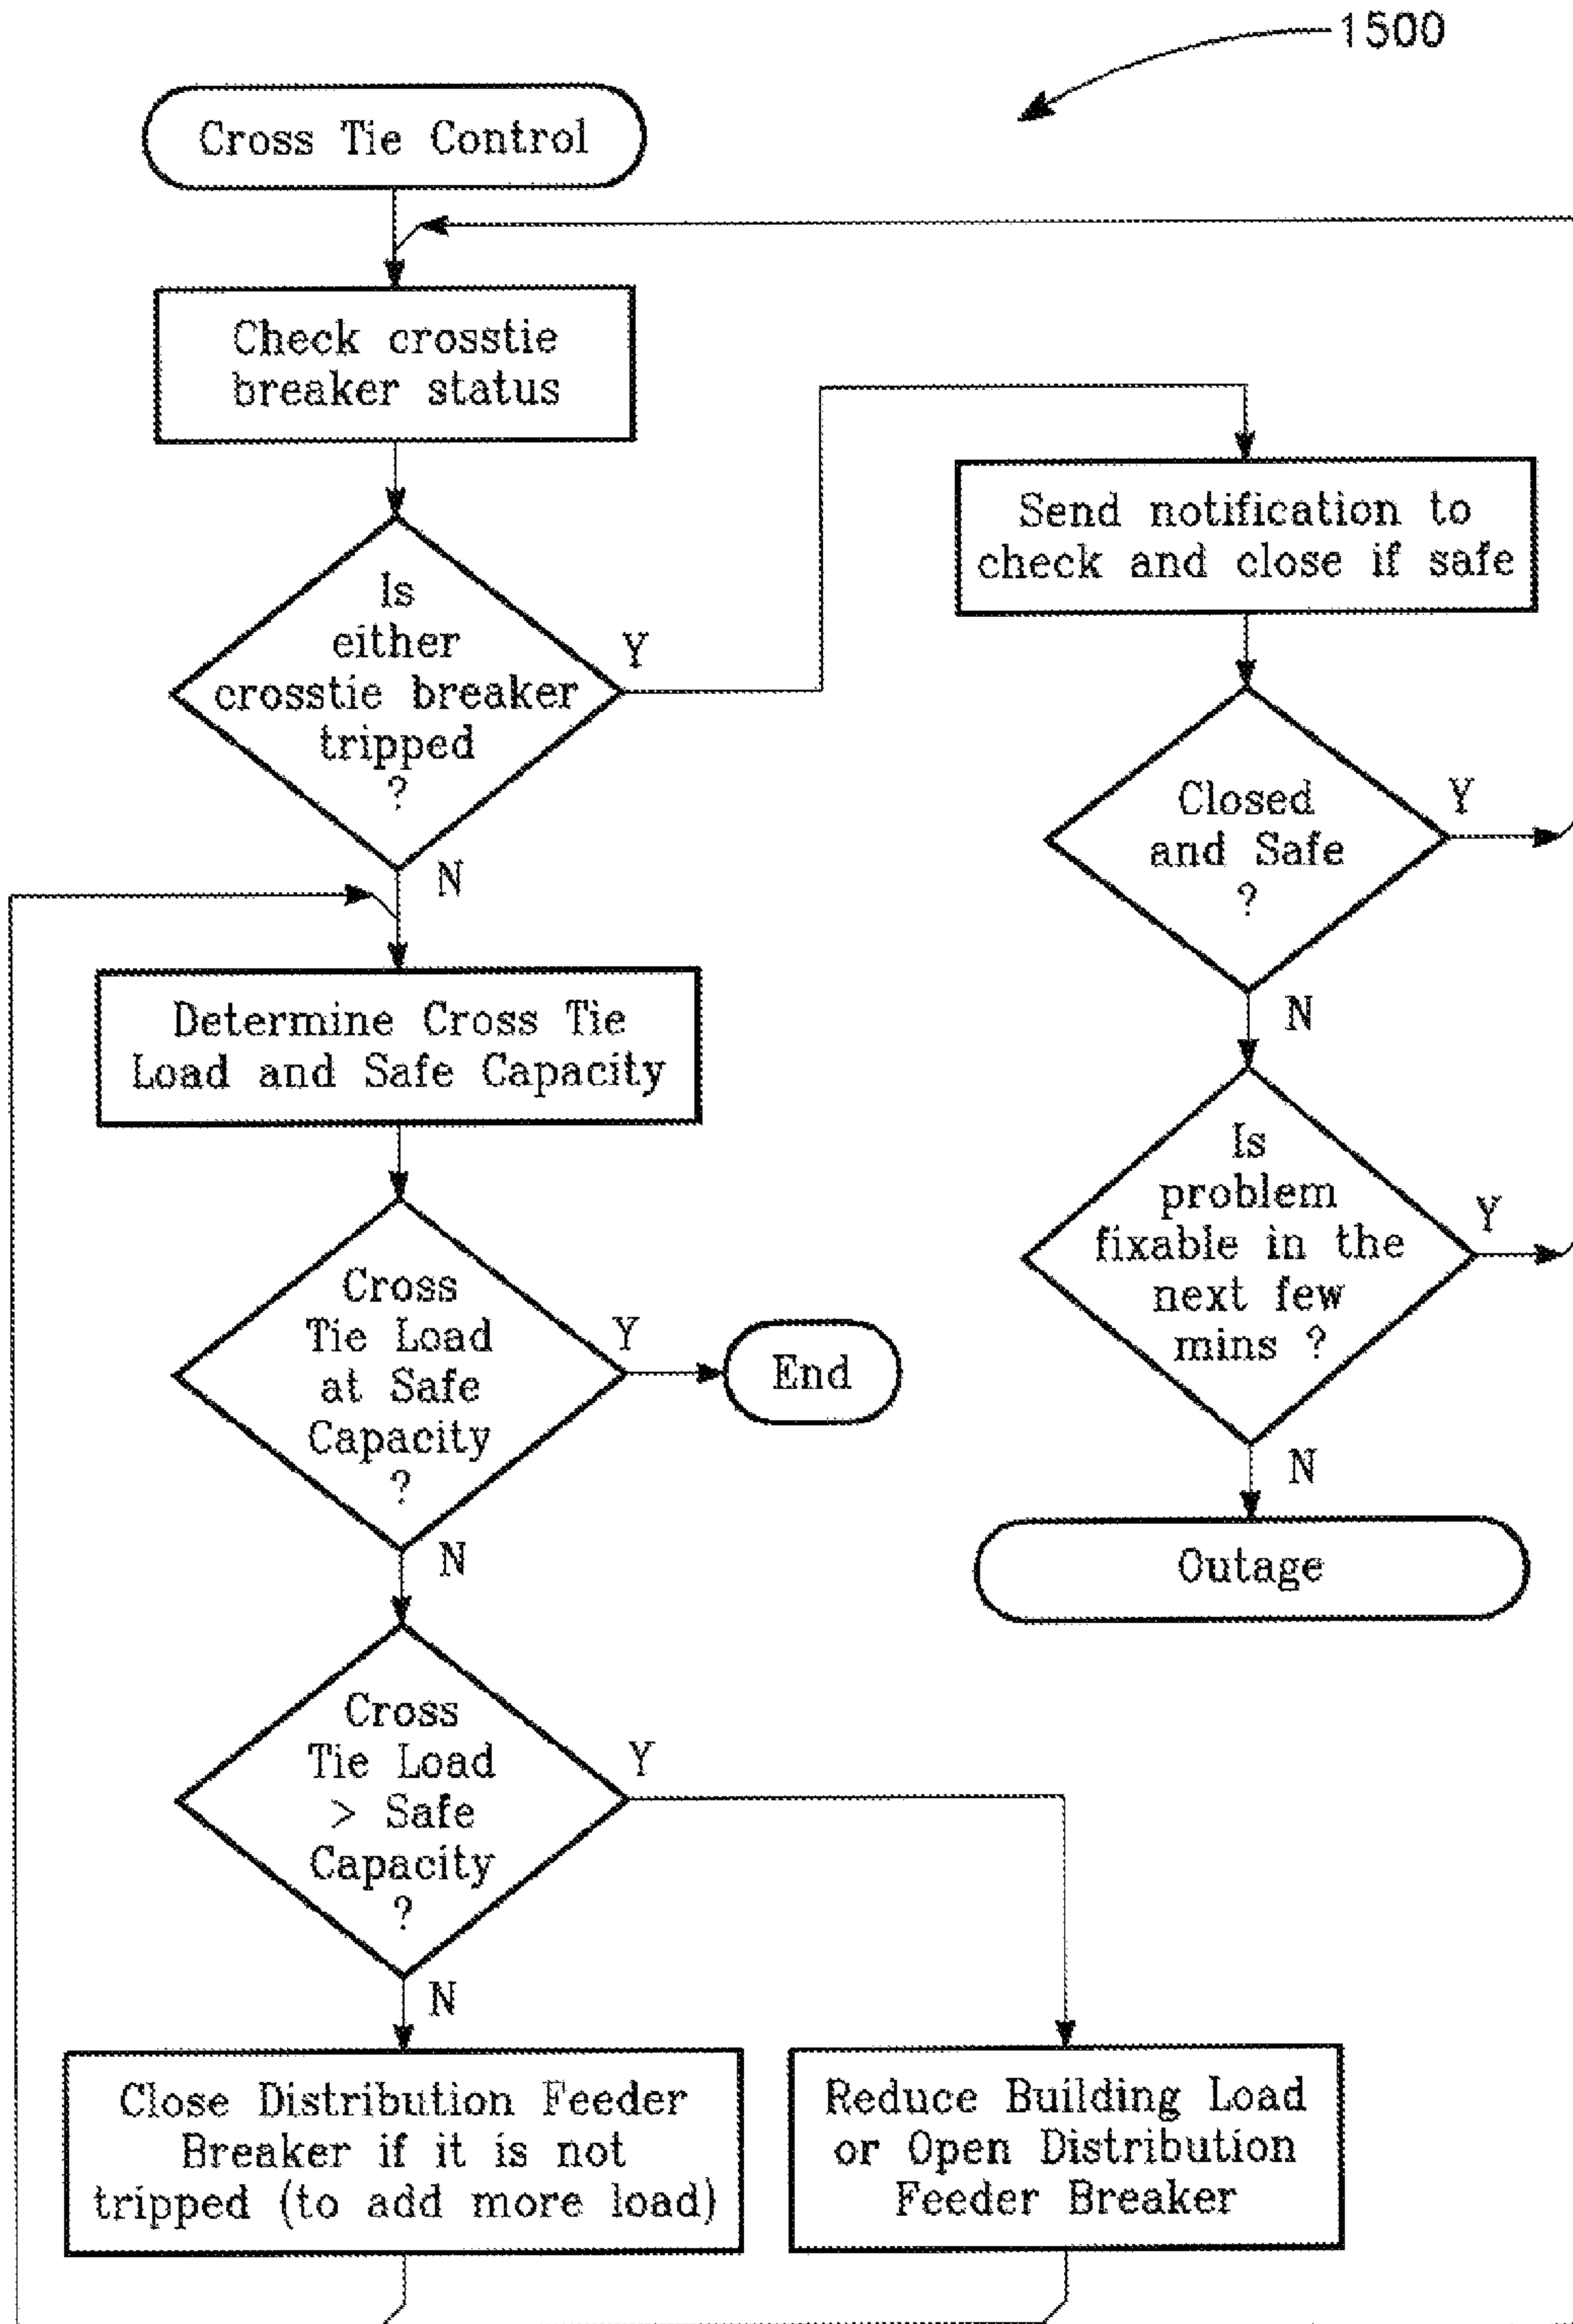 1500
Cross Tie Control
Check crosstie
breaker status
Is
either
crosstie breaker
tripped
?
Y
N
Send notification to
check and close if safe
Closed
and Safe
?
Y
N
Is
problem
fixable in the
next few
mins ?
Y
N
Outage
Determine Cross Tie
Load and Safe Capacity
Cross
Tie Load
at Safe
Capacity
?
Y
End
N
Cross
Tie Load
> Safe
Capacity
?
Y
N
Close Distribution Feeder
Breaker if it is not
tripped (to add more load)
Reduce Building Load
or Open Distribution
Feeder Breaker